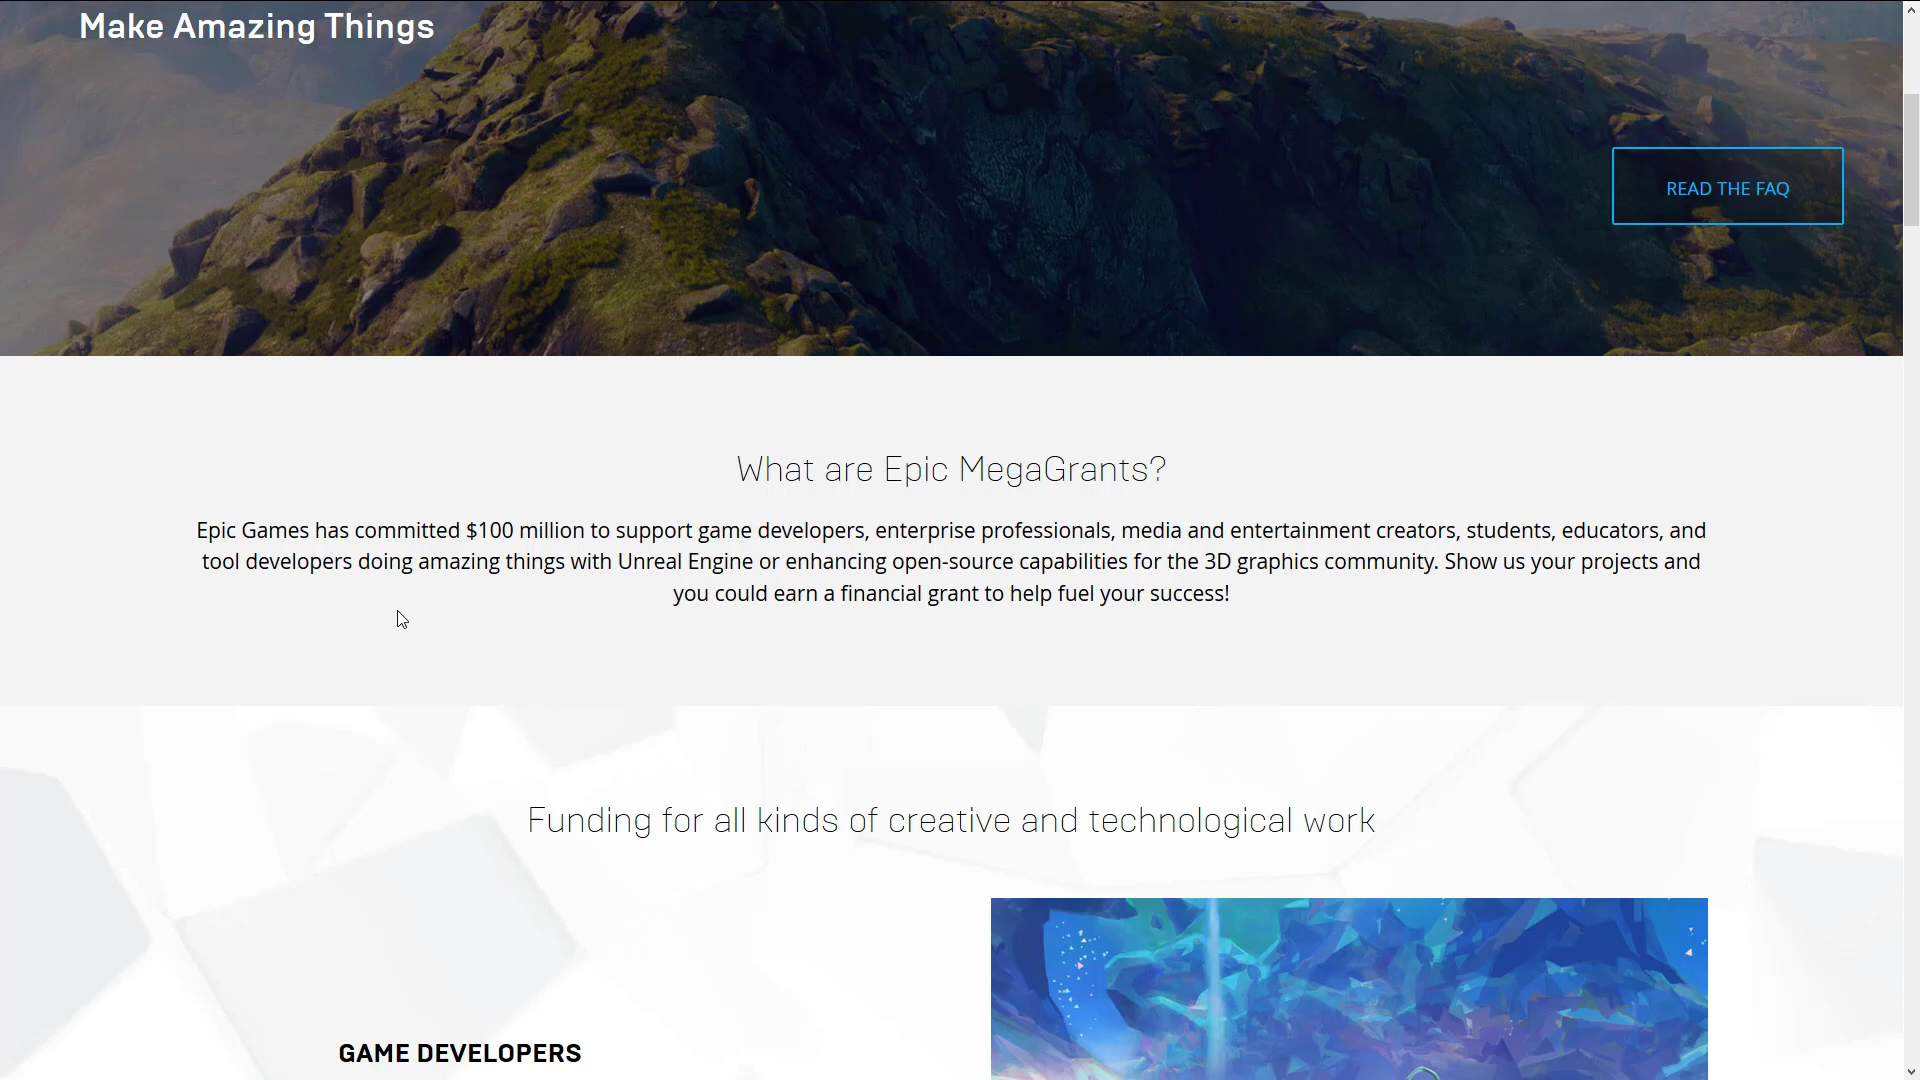 Make Amazing Things
READ THE FAQ
What are Epic MegaGrants?
Epic Games has committed $100 million to support game developers, enterprise professionals, media and entertainment creators, students, educators, and
tool developers doing amazing things with Unreal Engine or enhancing open-source capabilities for the 3D graphics community. Show us your projects and
you could earn a financial grant to help fuel your success!
Funding for all kinds of creative and technological work
GAME DEVELOPERS